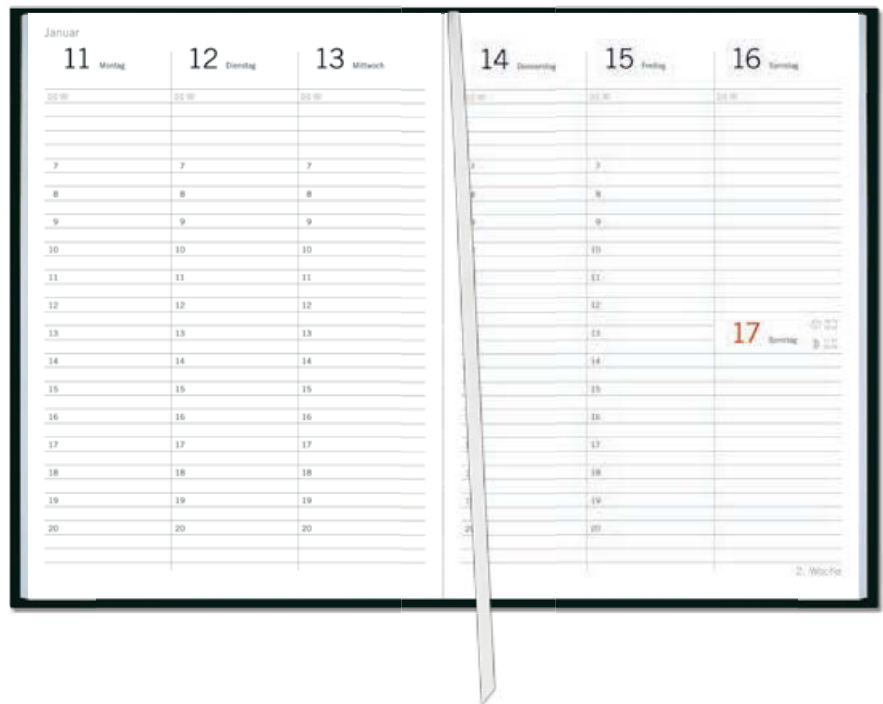 Januar
11 Montag
12 Dienstag
13 Mittwoch
14 Donnerstag
15 Freitag
16 Samstag
7 7 7 7 7
8 8 8 8
9 9 9 9
10 10 10 10
11 11 11 11
12 12 12 12
13 13 13 13
17 Sonntag
14 14 14 14
15 15 15 15
16 16 16 16
17 17 17 17
18 18 18 18
19 19 19 19
20 20 20 20 20
2. Woche